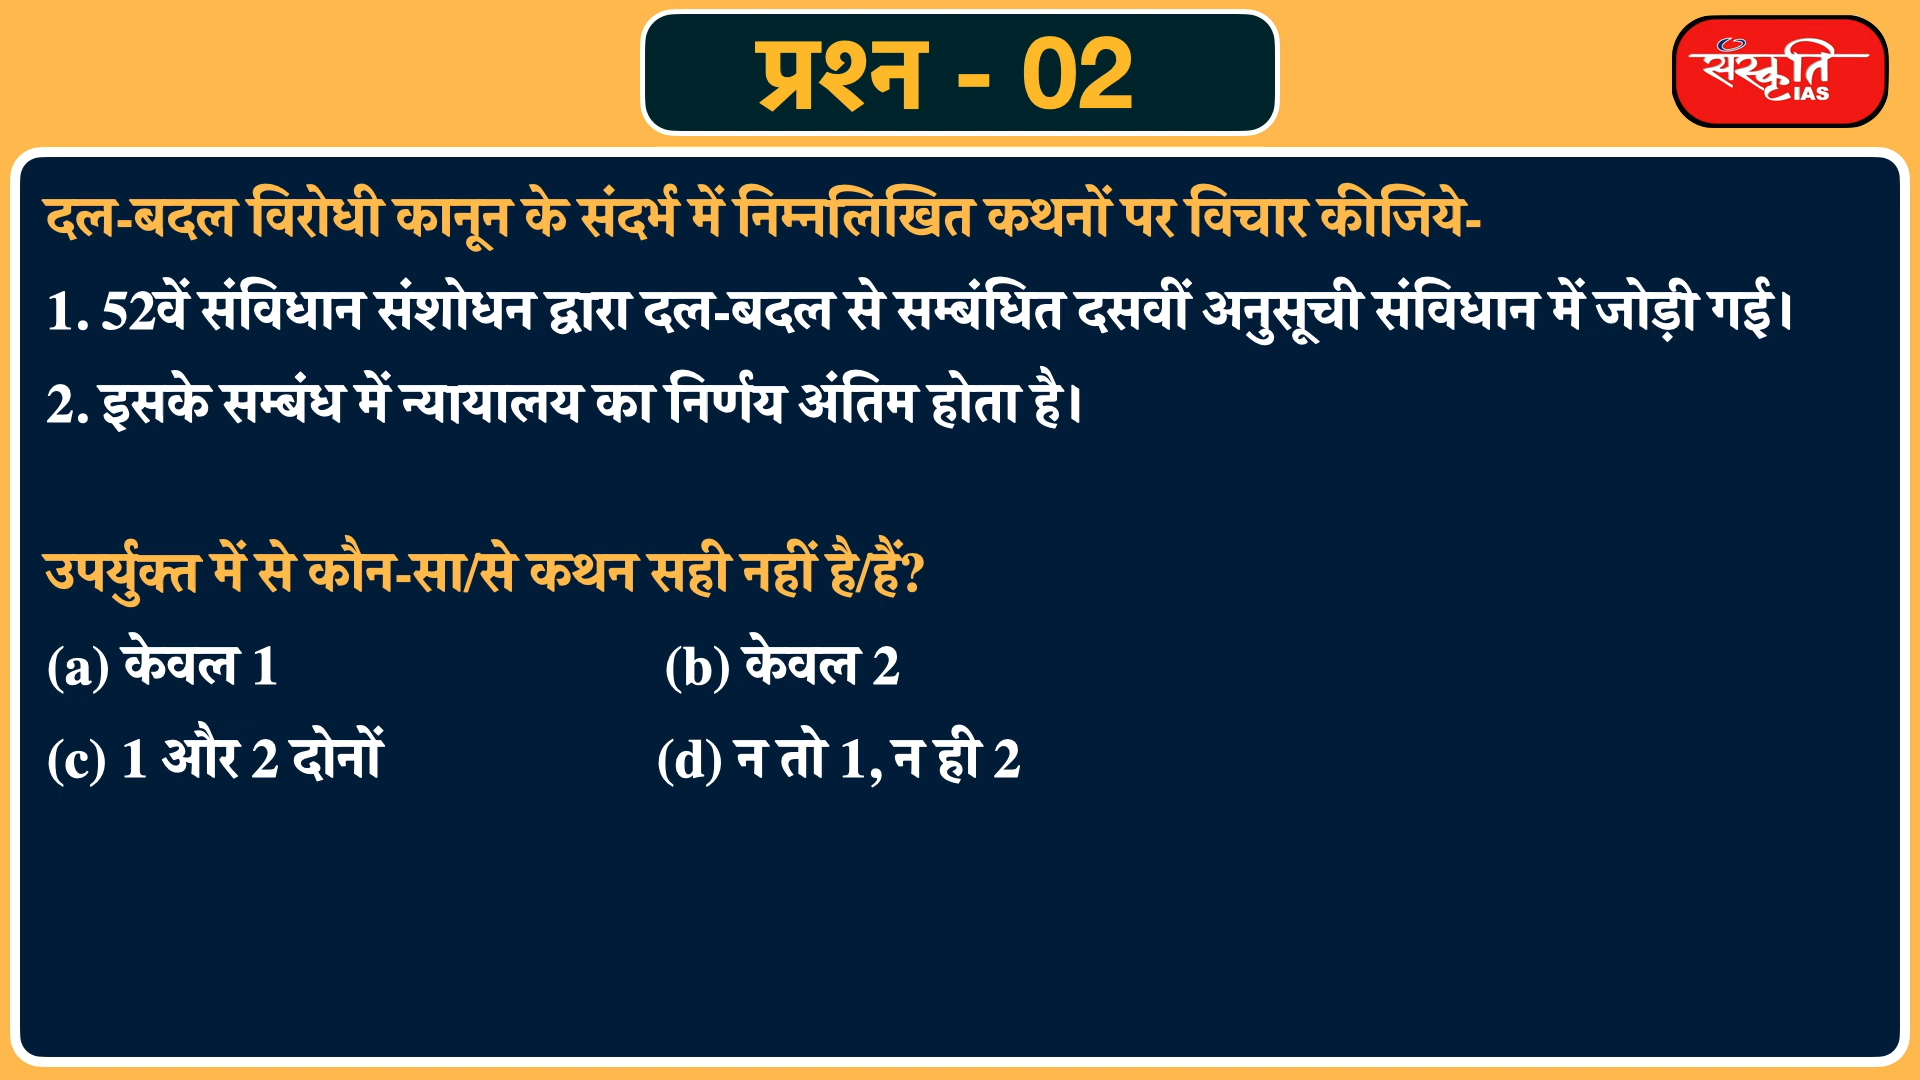 प्रश्न - 02
संस्कृति
IAS
दल-बदल विरोधी कानून के संदर्भ में निम्नलिखित कथनों पर विचार कीजिये-
1. 52वें संविधान संशोधन द्वारा दल-बदल से सम्बंधित दसवीं अनुसूची संविधान में जोड़ी गई।
2. इसके सम्बंध में न्यायालय का निर्णय अंतिम होता है।
उपर्युक्त में से कौन-सा/से कथन सही नहीं है/हैं?
(a) केवल 1 (b) केवल 2
(c) 1 और 2 दोनों (d) न तो 1, न ही 2